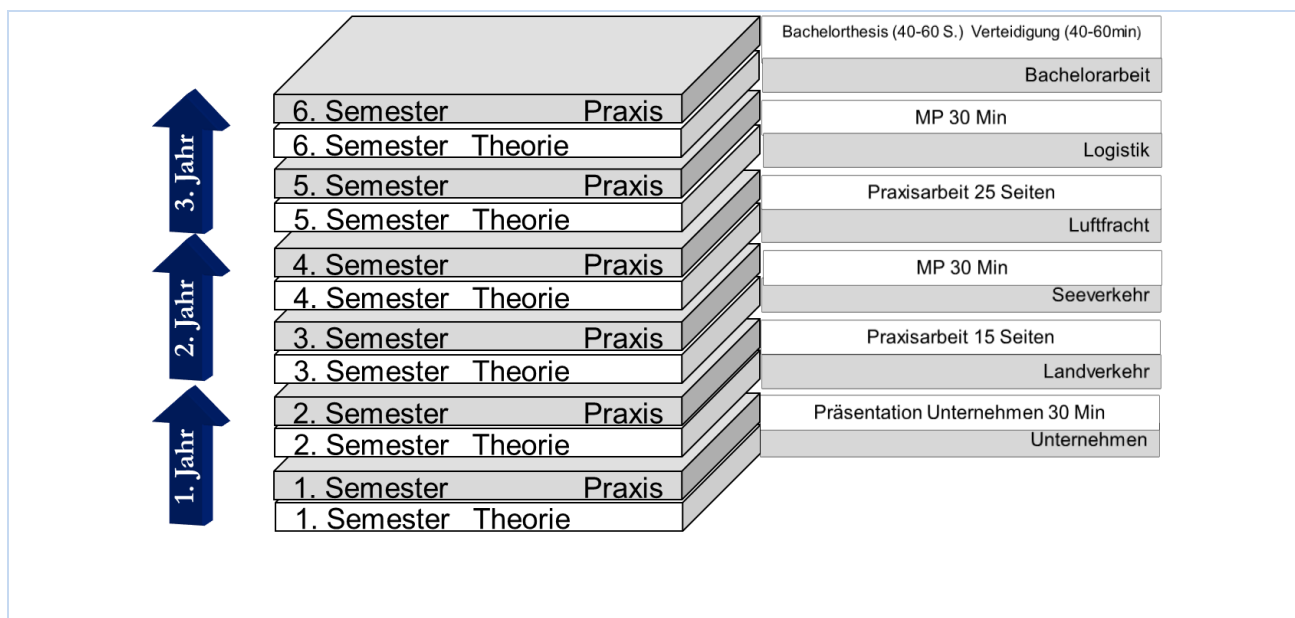 Bachelorthesis (40-60 S.) Verteidigung (40-60min)
Bachelorarbeit
6. Semester Praxis
MP 30 Min
6. Semester Theorie
Logistik
3. Jahr
5. Semester Praxis
Praxisarbeit 25 Seiten
5. Semester Theorie
Luftfracht
4. Semester Praxis
MP 30 Min
4. Semester Theorie
Seeverkehr
2. Jahr
3. Semester Praxis
Praxisarbeit 15 Seiten
3. Semester Theorie
Landverkehr
2. Semester Praxis
Präsentation Unternehmen 30 Min
2. Semester Theorie
Unternehmen
1. Jahr
1. Semester Praxis
1. Semester Theorie